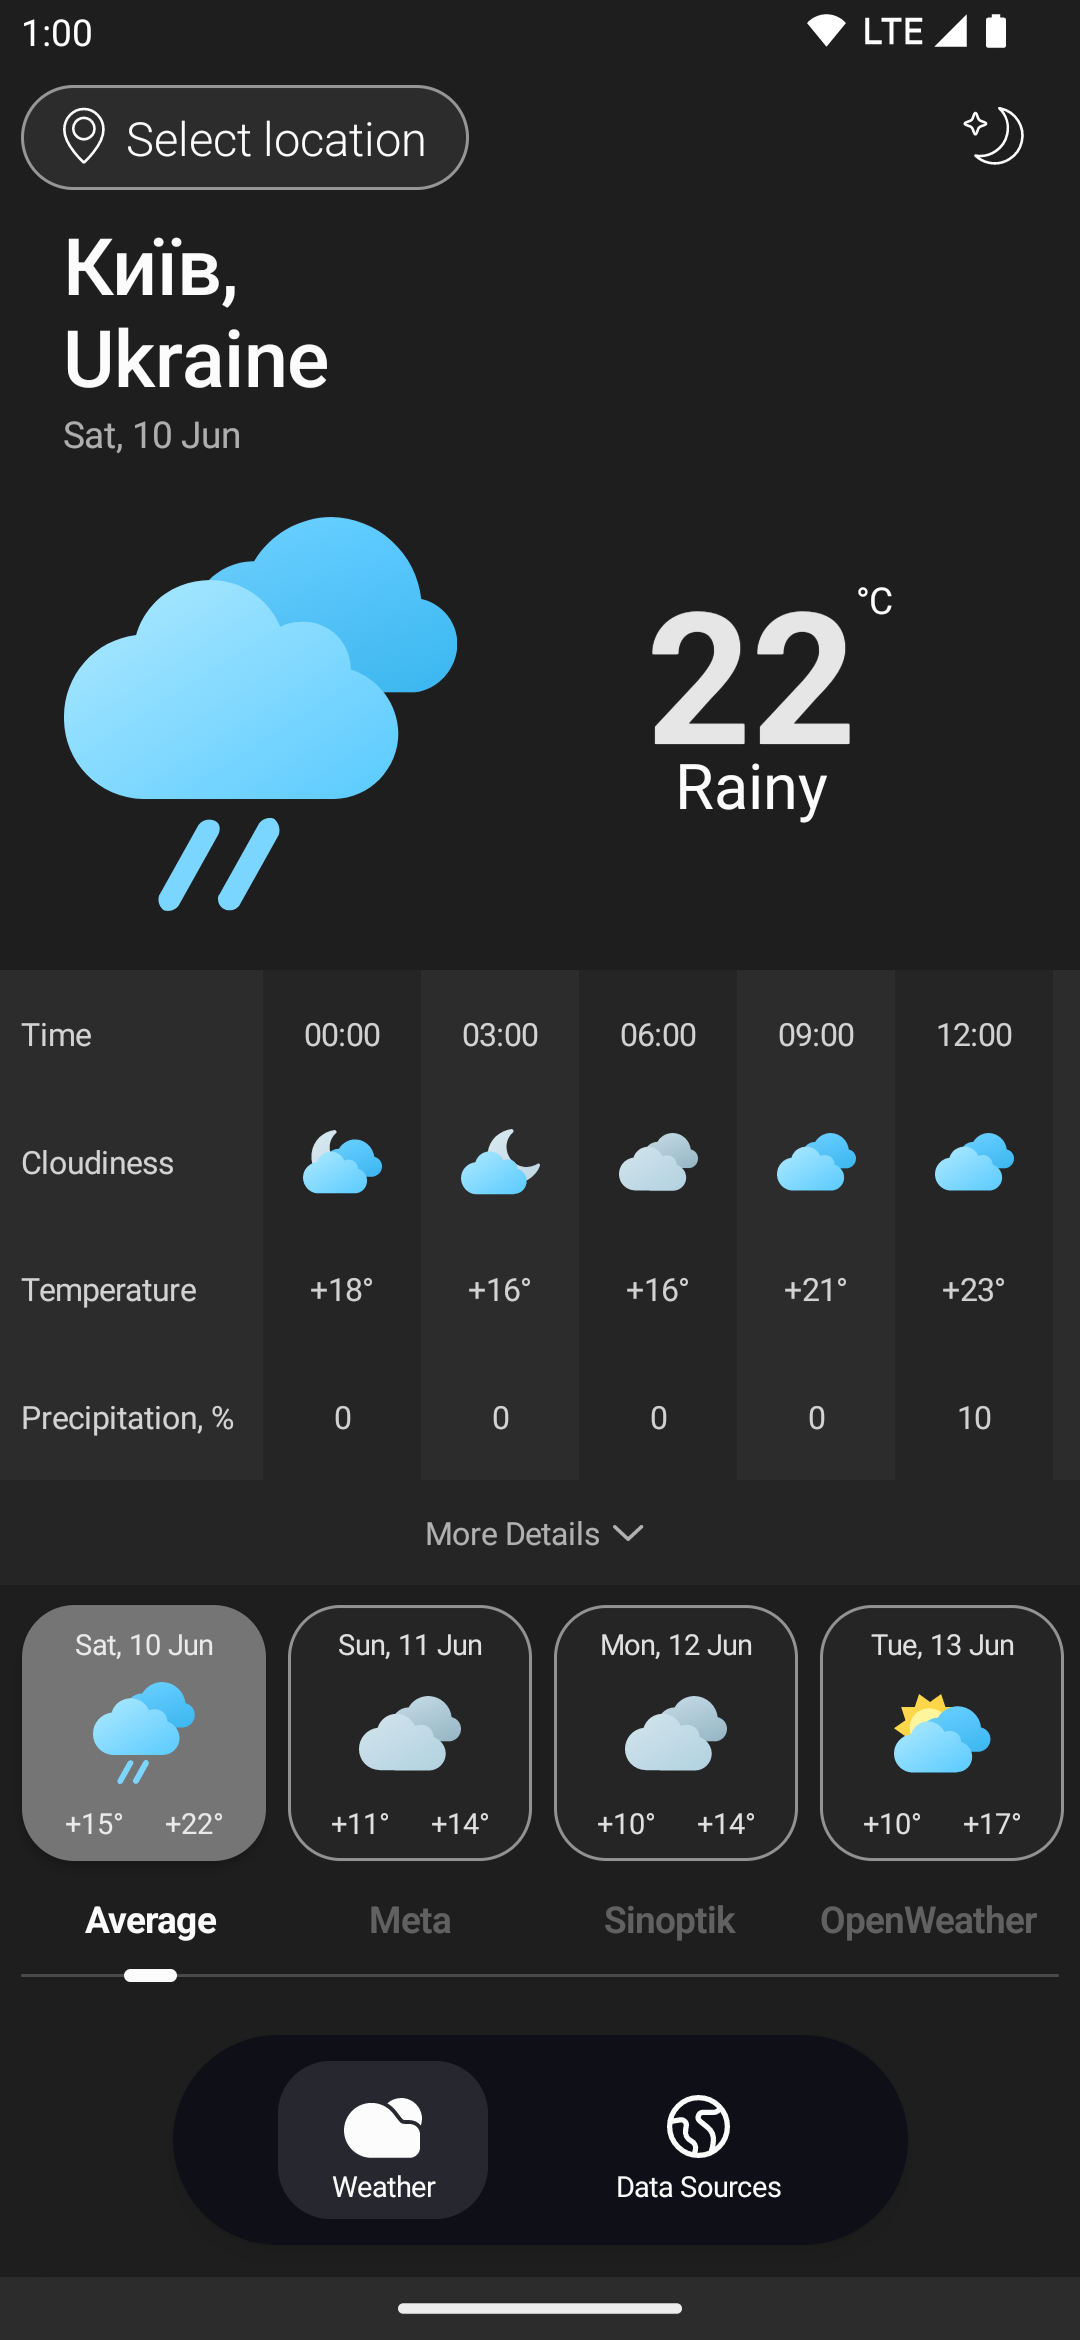 1:00 LTE
Select location
Київ,
Ukraine
Sat, 10 Jun
22 °C
Rainy
Time 00:00 03:00 06:00 09:00 12:00
Cloudiness
Temperature +18° +16° +16° +21° +23°
Precipitation, % 0 0 0 0 10
More Details
Sat, 10 Jun Sun, 11 Jun Mon, 12 Jun Tue, 13 Jun
+15° +22° +11° +14° +10° +14° +10° +17°
Average Meta Sinoptik OpenWeather
Weather Data Sources